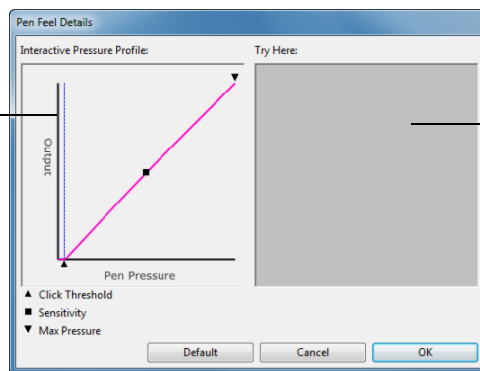 Pen Feel Details
Interactive Pressure Profile:
Try Here:
Output
Pen Pressure
▲ Click Threshold
■ Sensitivity
▼ Max Pressure
Default
Cancel
OK